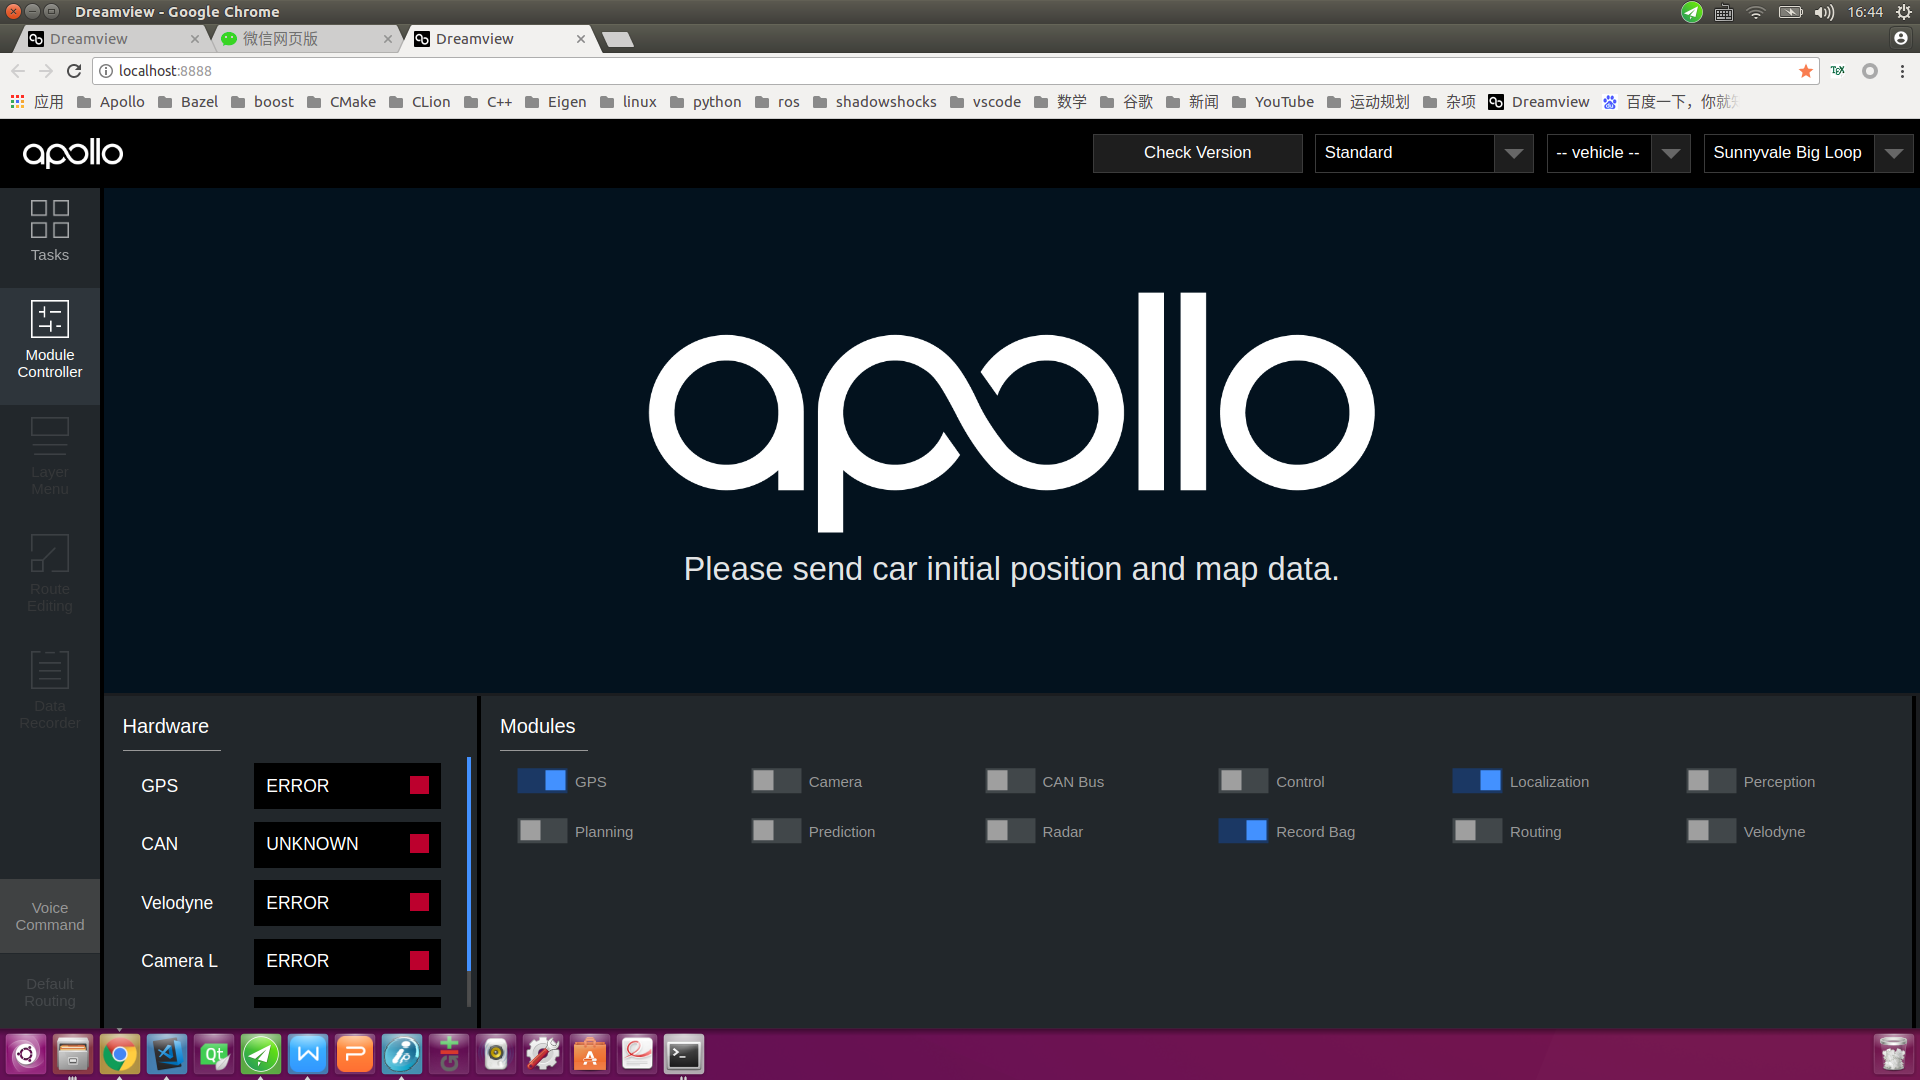 Dreamview - Google Chrome
16:44
Dreamview
微信网页版
Dreamview
localhost:8888
TEX
应用 Apollo Bazel boost CMake CLion C++ Eigen linux python ros shadowshocks vscode 数学 谷歌 新闻 YouTube 运动规划 杂项 Dreamview 百度一下，你就知
apollo
Check Version
Standard
-- vehicle --
Sunnyvale Big Loop
Tasks
Module
Controller
Layer
Menu
Route
Editing
Data
Recorder
Voice
Command
Default
Routing
apollo
Please send car initial position and map data.
Hardware
GPS ERROR
CAN UNKNOWN
Velodyne ERROR
Camera L ERROR
Modules
GPS Camera CAN Bus Control Localization Perception
Planning Prediction Radar Record Bag Routing Velodyne
Qt
W
P
Git
A